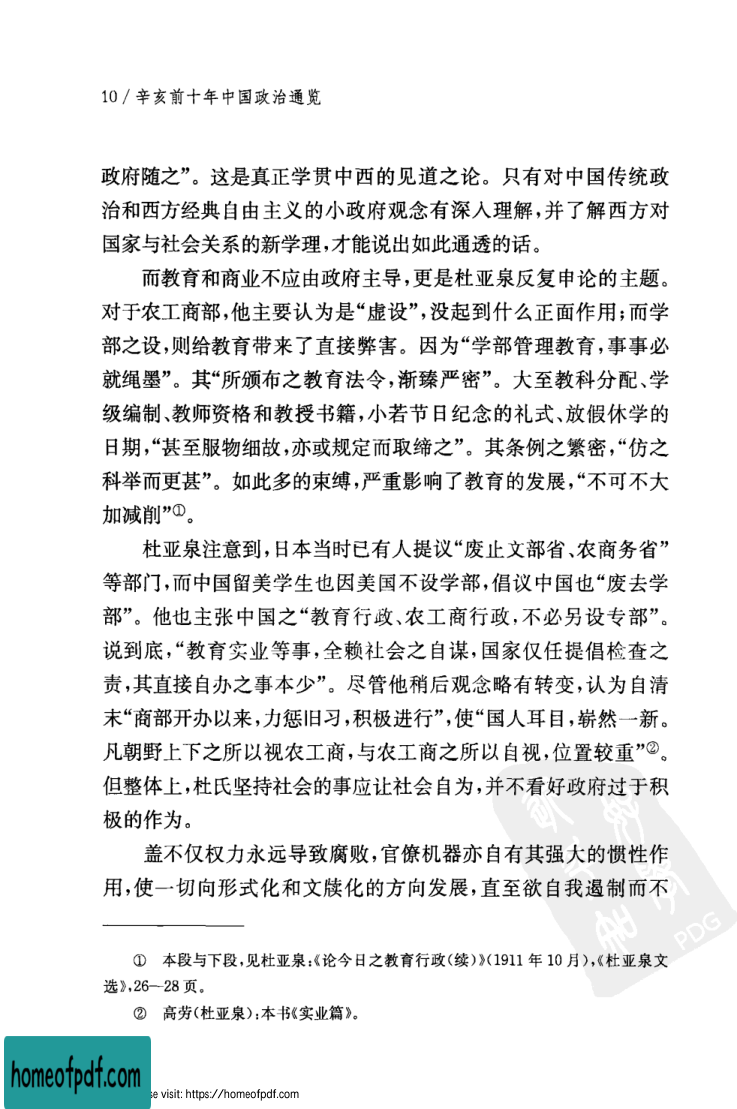 10 / 辛亥前十年中国政治通览
政府随之”。这是真正学贯中西的见道之论。只有对中国传统政
治和西方经典自由主义的小政府观念有深入理解,并了解西方对
国家与社会关系的新学理,才能说出如此通透的话。
而教育和商业不应由政府主导,更是杜亚泉反复申论的主题。
对于农工商部,他主要认为是“虚设”,没起到什么正面作用;而学
部之设,则给教育带来了直接弊害。因为“学部管理教育,事事必
就绳墨”。其“所颁布之教育法令,渐臻严密”。大至教科分配、学
级编制、教师资格和教授书籍,小若节日纪念的礼式、放假休学的
日期,“甚至服物细故,亦或规定而取缔之”。其条例之繁密,“仿之
科举而更甚”。如此多的束缚,严重影响了教育的发展,“不可不大
加减削”①。
杜亚泉注意到,日本当时已有人提议“废止文部省、农商务省”
等部门,而中国留美学生也因美国不设学部,倡议中国也“废去学
部”。他也主张中国之“教育行政、农工商行政,不必另设专部”。
说到底,“教育实业等事,全赖社会之自谋,国家仅任提倡检查之
责,其直接自办之事本少”。尽管他稍后观念略有转变,认为自清
末“商部开办以来,力惩旧习,积极进行”,使“国人耳目,崭然一新。
凡朝野上下之所以视农工商,与农工商之所以自视,位置较重”②。
但整体上,杜氏坚持社会的事应让社会自为,并不看好政府过于积
极的作为。
盖不仅权力永远导致腐败,官僚机器亦自有其强大的惯性作
用,使一切向形式化和文牍化的方向发展,直至欲自我遏制而不
① 本段与下段,见杜亚泉:《论今日之教育行政(续)》(1911 年 10 月),《杜亚泉文
选》,26—28 页。
② 高劳(杜亚泉):本书《实业篇》。
PDG
homeofpdf.com
se visit: https://homeofpdf.com